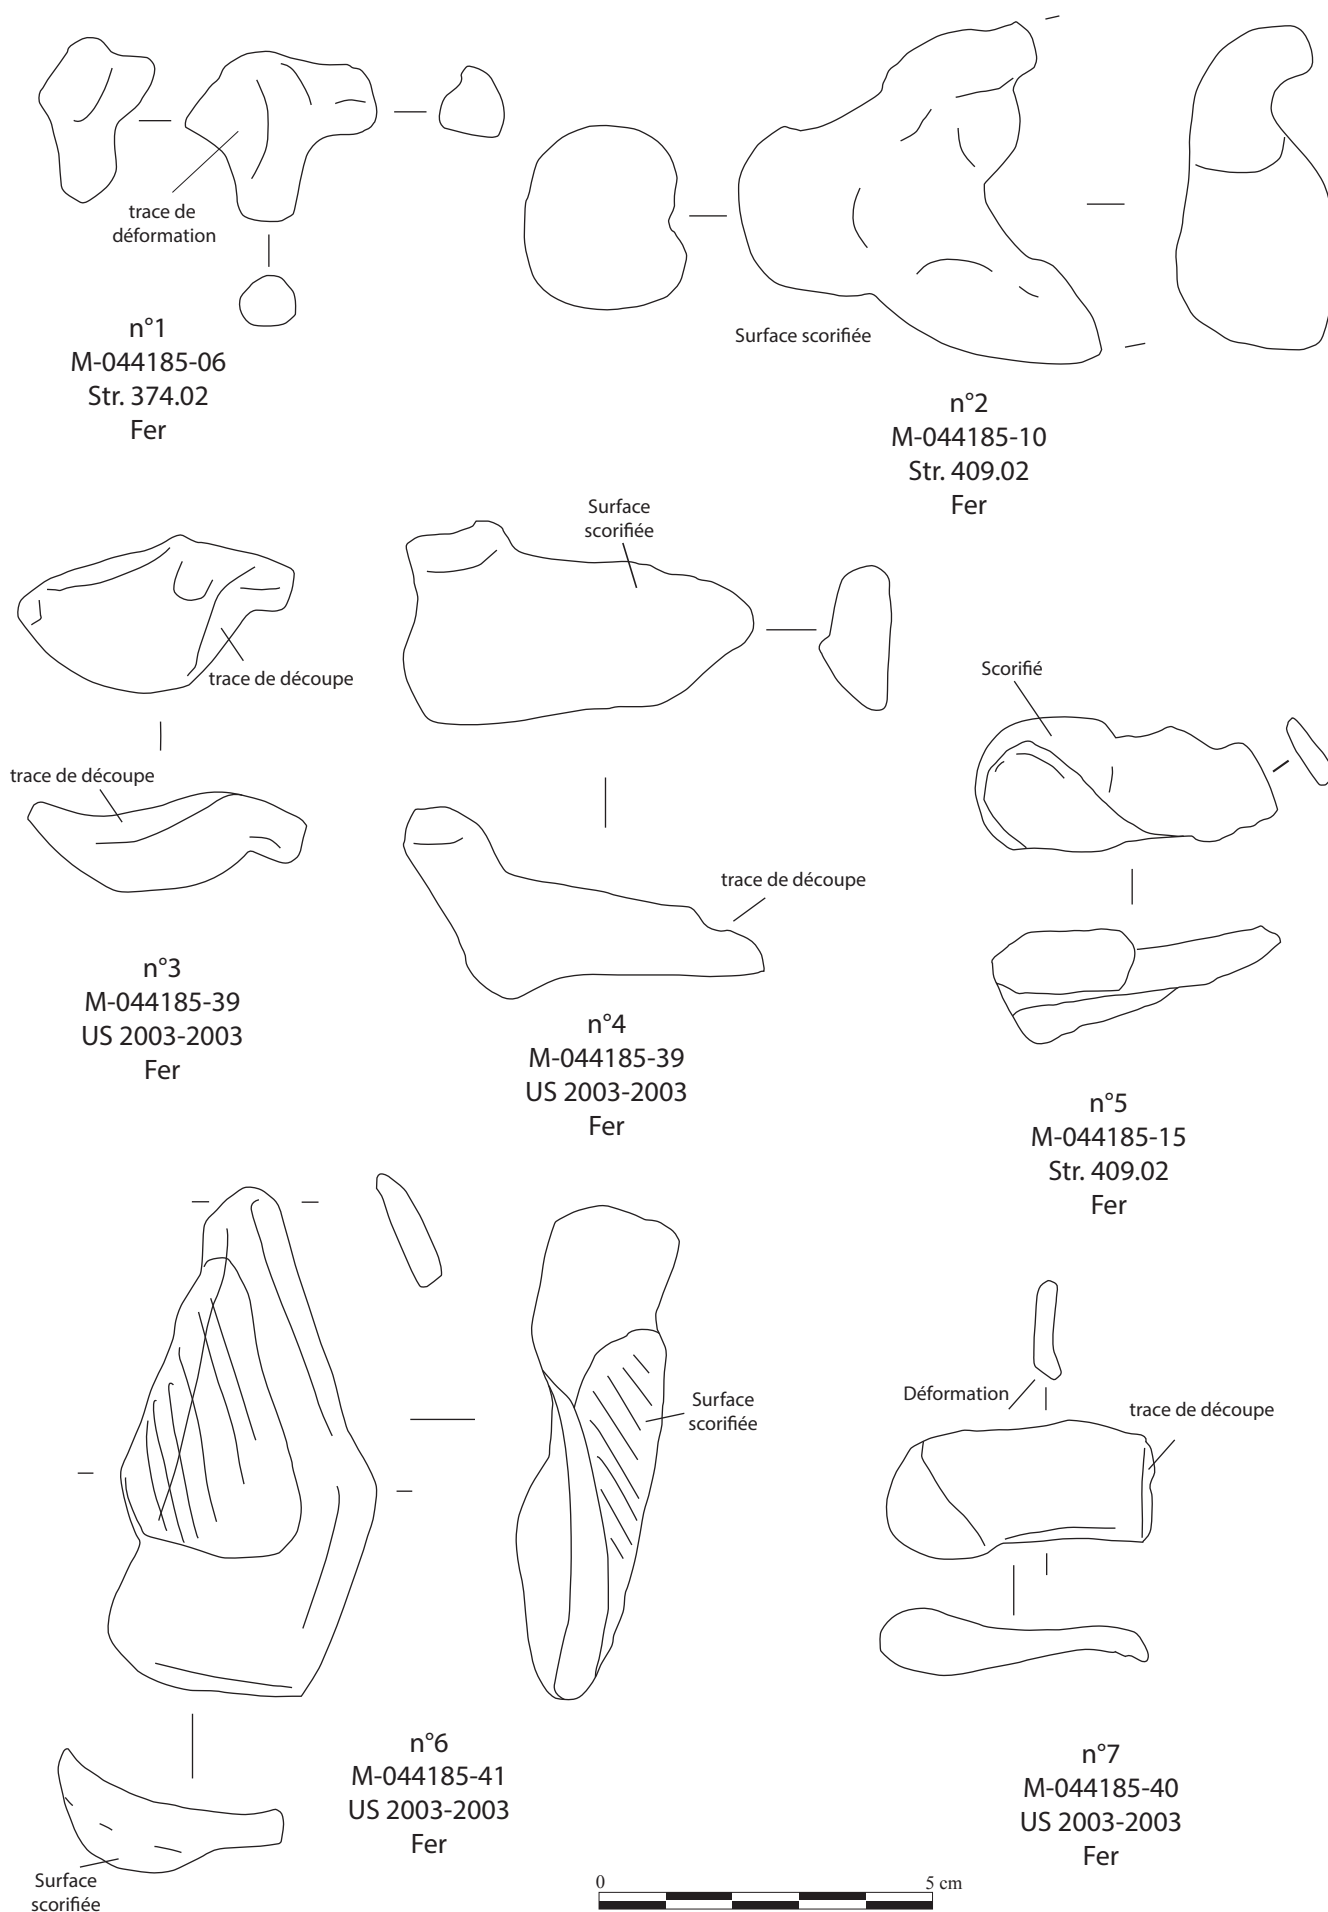 trace de
déformation
n°1
M-044185-06
Str. 374.02
Fer
Surface scorifiée
n°2
M-044185-10
Str. 409.02
Fer
trace de découpe
trace de découpe
n°3
M-044185-39
US 2003-2003
Fer
Surface
scorifiée
trace de découpe
n°4
M-044185-39
US 2003-2003
Fer
Scorifié
n°5
M-044185-15
Str. 409.02
Fer
Surface
scorifiée
Surface
scorifiée
n°6
M-044185-41
US 2003-2003
Fer
Déformation
trace de découpe
n°7
M-044185-40
US 2003-2003
Fer
0 5 cm